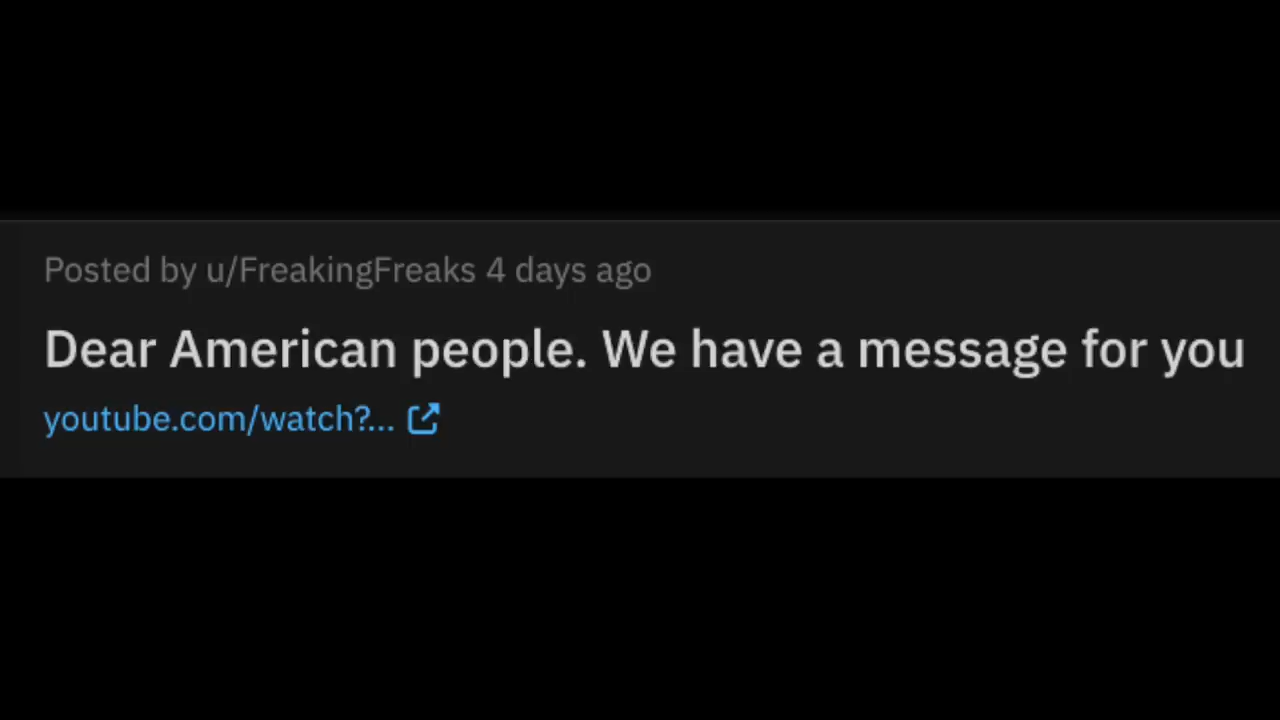 Posted by u/FreakingFreaks 4 days ago
Dear American people. We have a message for you
youtube.com/watch?...